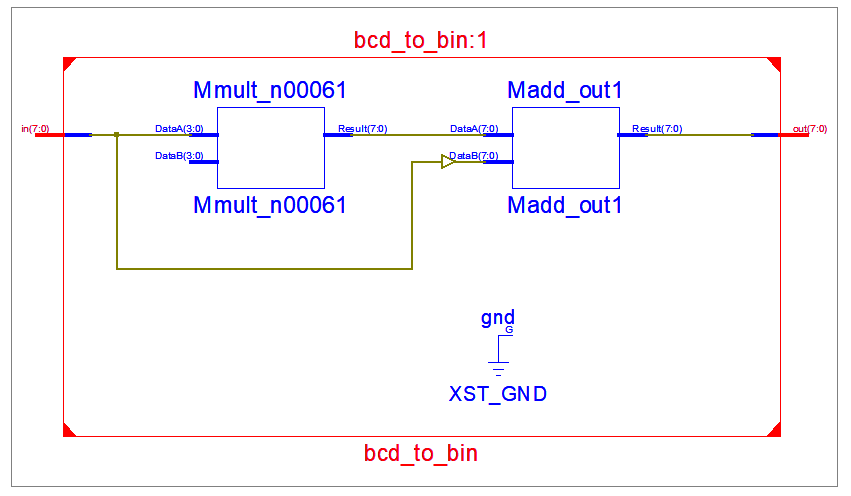 bcd_to_bin:1
Mmult_n00061
Madd_out1
in(7:0)
DataA(3:0)
Result(7:0)
DataA(7:0)
Result(7:0)
out(7:0)
DataB(3:0)
DataB(7:0)
Mmult_n00061
Madd_out1
gnd
G
XST_GND
bcd_to_bin